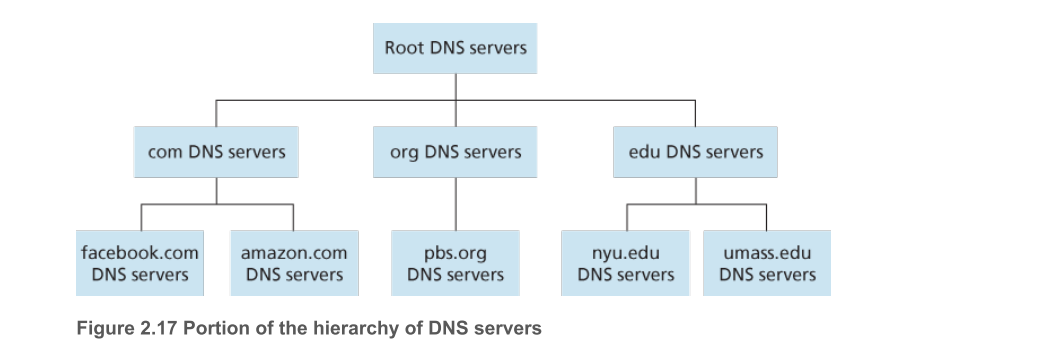 Root DNS servers
com DNS servers
org DNS servers
edu DNS servers
facebook.com
DNS servers
amazon.com
DNS servers
pbs.org
DNS servers
nyu.edu
DNS servers
umass.edu
DNS servers
Figure 2.17 Portion of the hierarchy of DNS servers